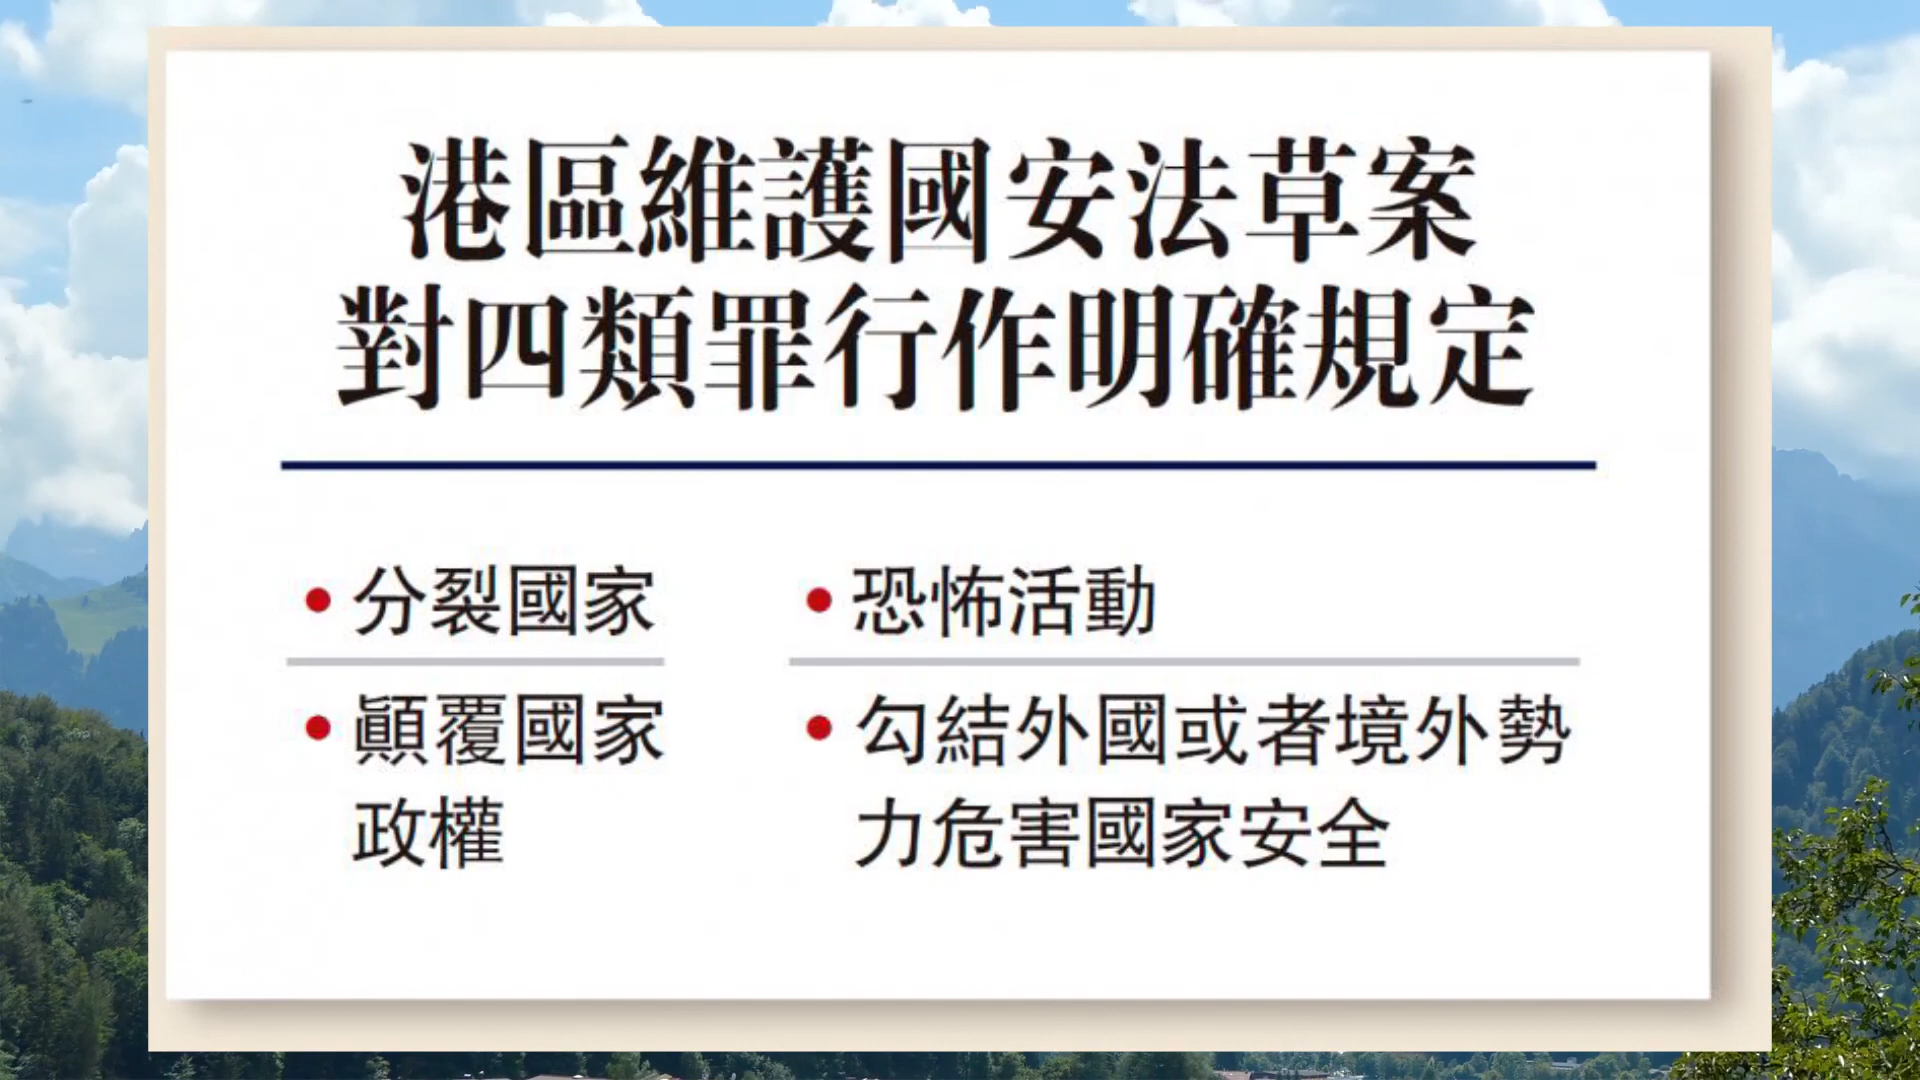 港區維護國安法草案
對四類罪行作明確規定
• 分裂國家
• 顚覆國家
政權
• 恐怖活動
• 勾結外國或者境外勢
力危害國家安全